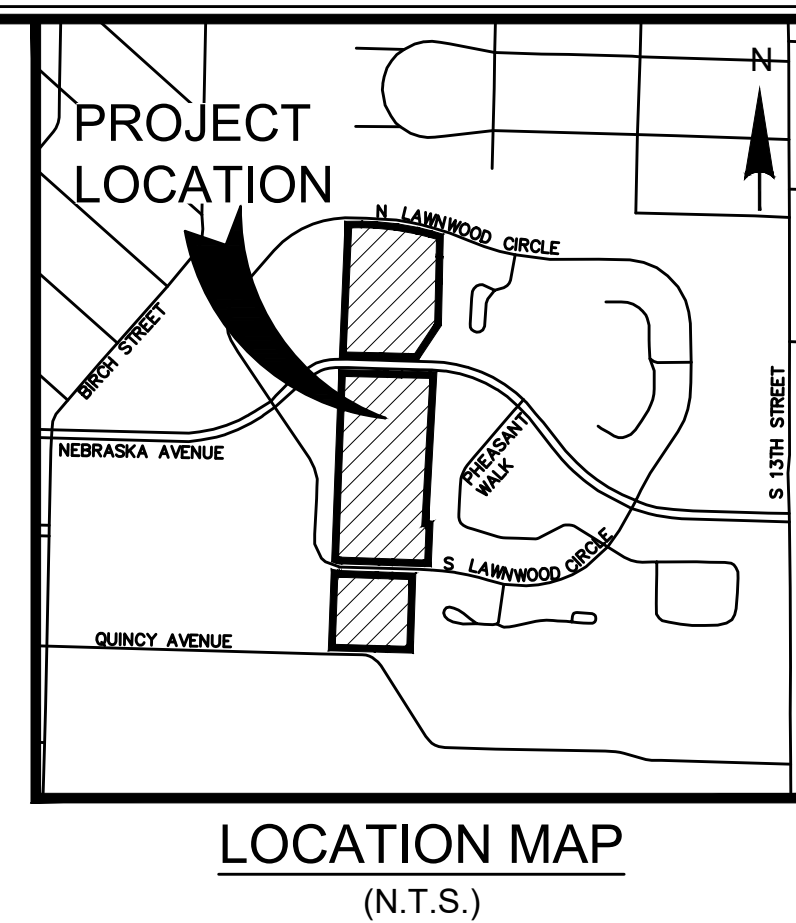 N
PROJECT
LOCATION
N LAWNWOOD CIRCLE
BIRCH STREET
S 13TH STREET
NEBRASKA AVENUE
PHEASANT
WALK
S LAWNWOOD CIRCLE
QUINCY AVENUE
LOCATION MAP
(N.T.S.)